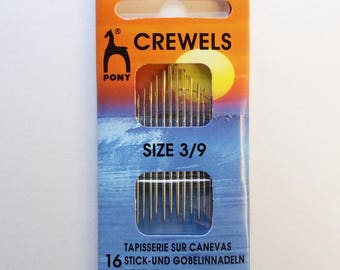 CREWELS
PONY
SIZE 3/9
TAPISSERIE SUR CANEVAS
16 STICK-UND GOBELINNADELN